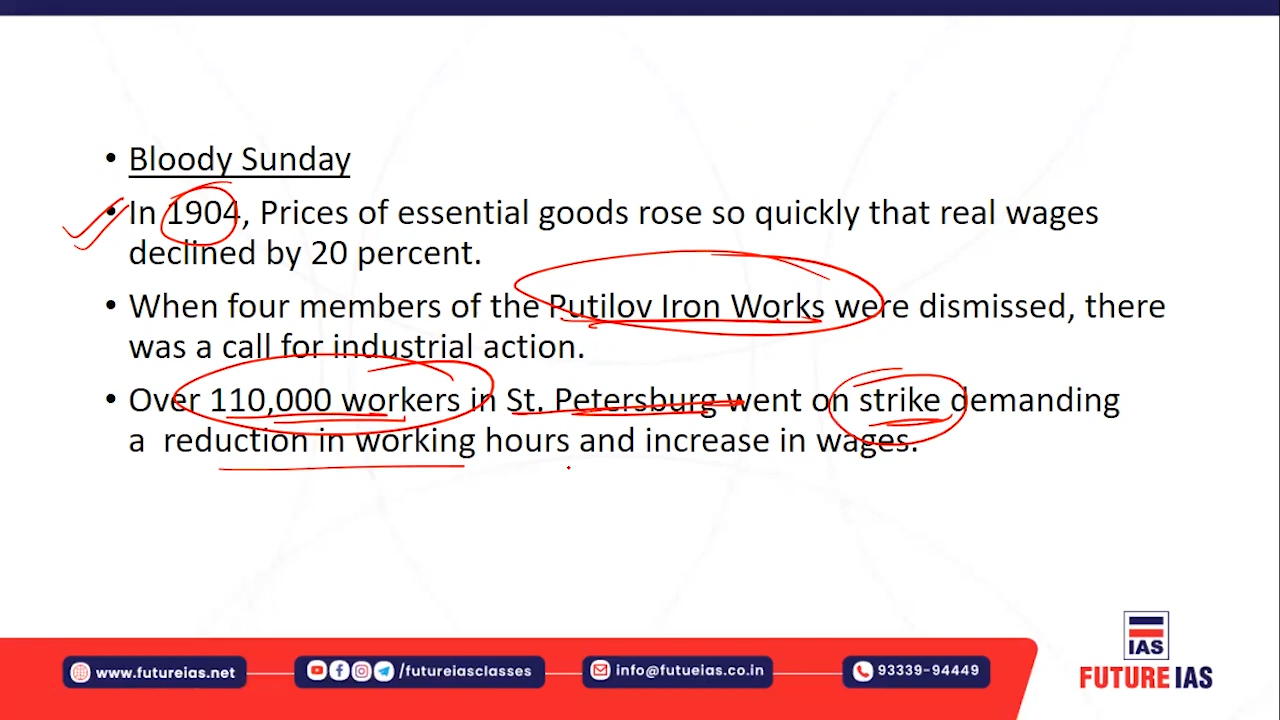 • Bloody Sunday
• In 1904, Prices of essential goods rose so quickly that real wages
declined by 20 percent.
• When four members of the Putilov Iron Works were dismissed, there
was a call for industrial action.
• Over 110,000 workers in St. Petersburg went on strike demanding
a reduction in working hours and increase in wages.
IAS
www.futureias.net
/futureiasclasses
info@futueias.co.in
93339-94449
FUTURE IAS